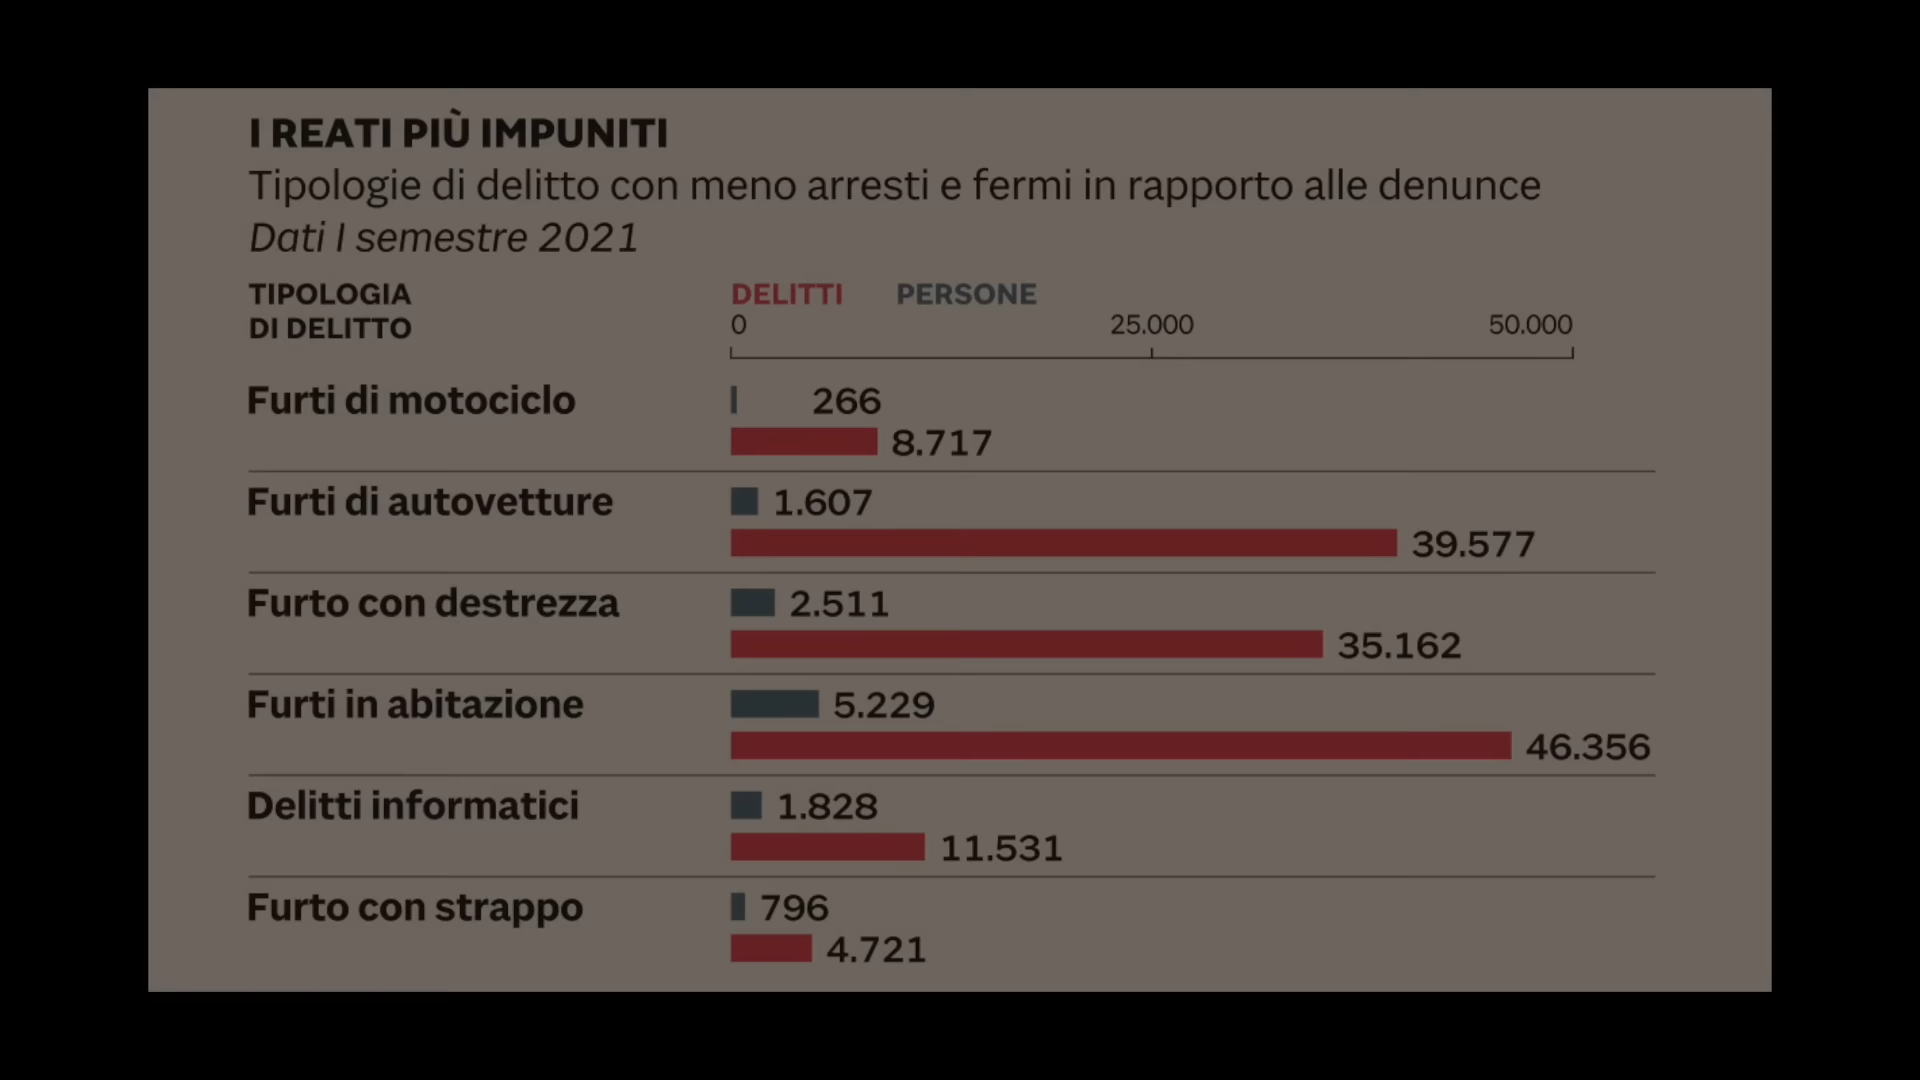 I REATI PIÙ IMPUNITI
Tipologie di delitto con meno arresti e fermi in rapporto alle denunce
Dati I semestre 2021
TIPOLOGIA
DI DELITTO
DELITTI PERSONE
0 25.000 50.000
Furti di motociclo 266
8.717
Furti di autovetture 1.607
39.577
Furto con destrezza 2.511
35.162
Furti in abitazione 5.229
46.356
Delitti informatici 1.828
11.531
Furto con strappo 796
4.721